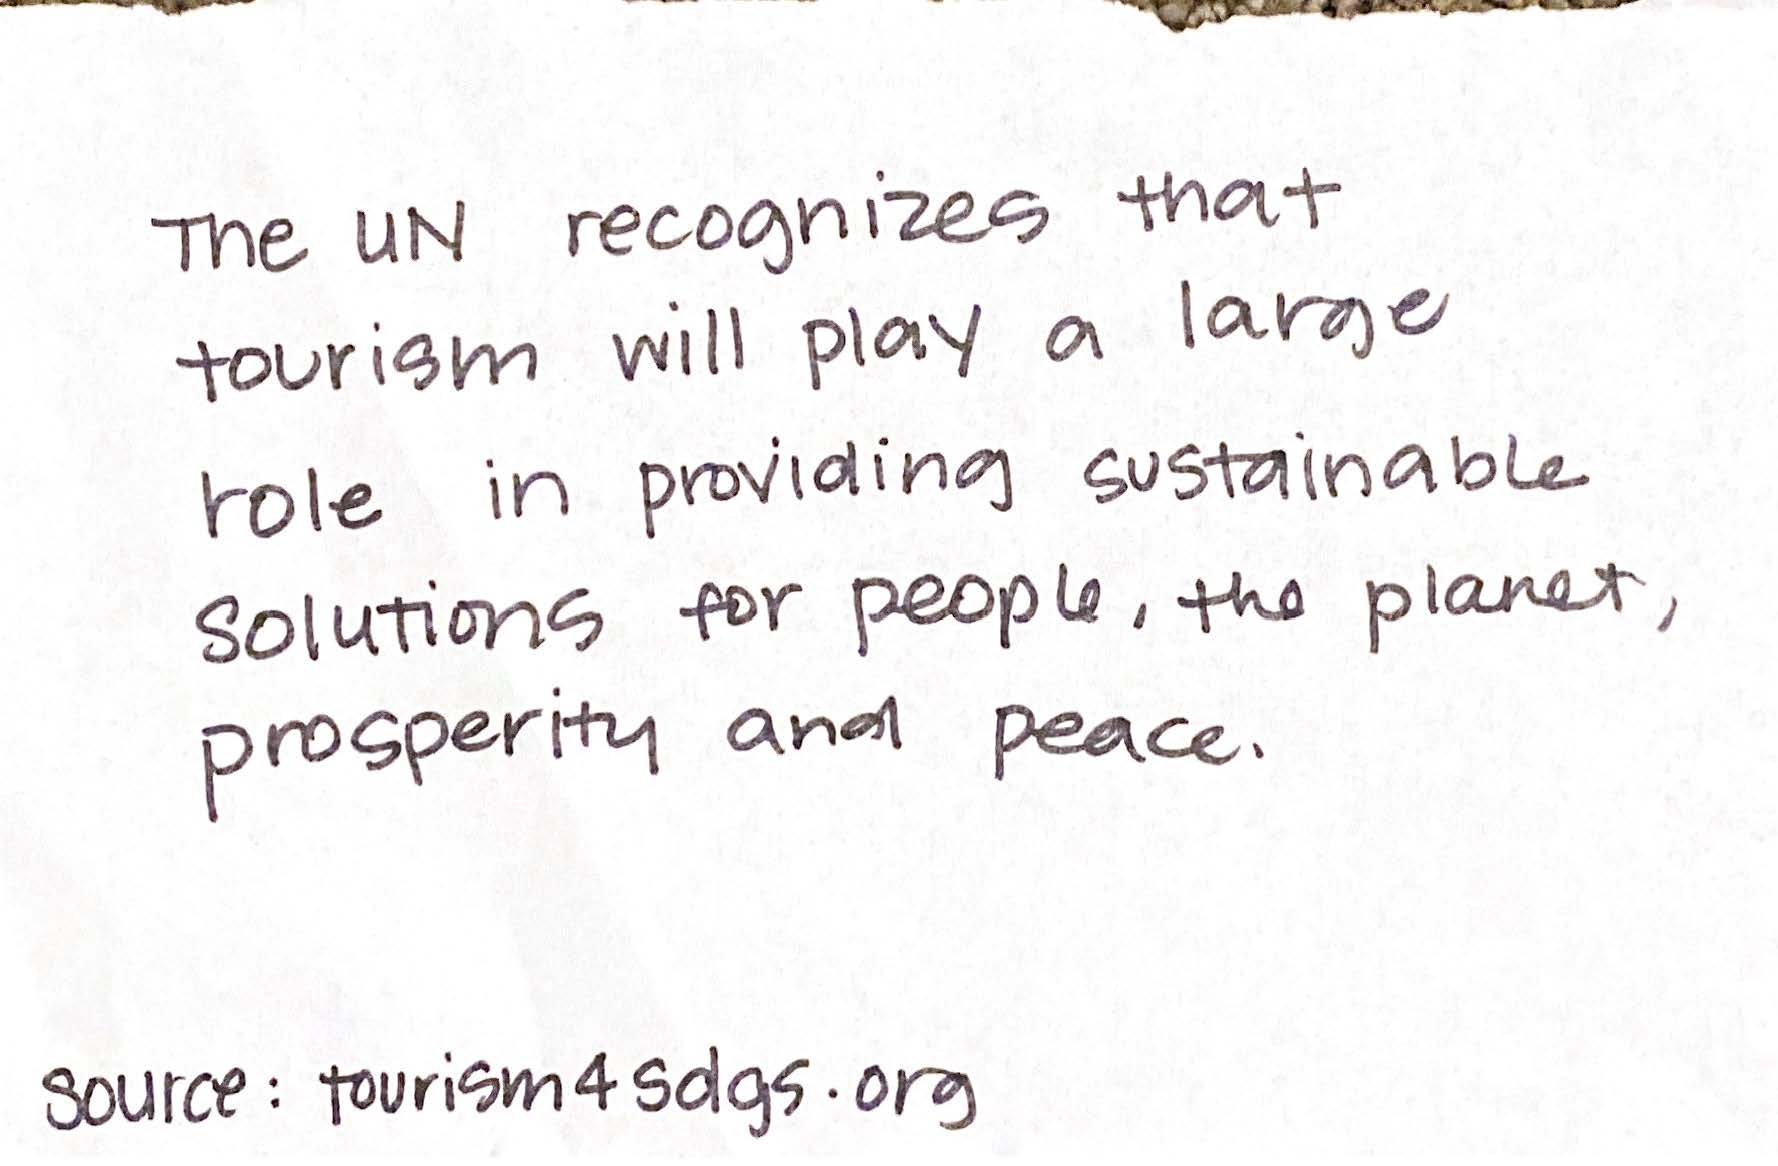 The UN recognizes that
tourism will play a large
role in providing sustainable
solutions for people, the planet,
prosperity and peace.
source: tourism4sdgs.org